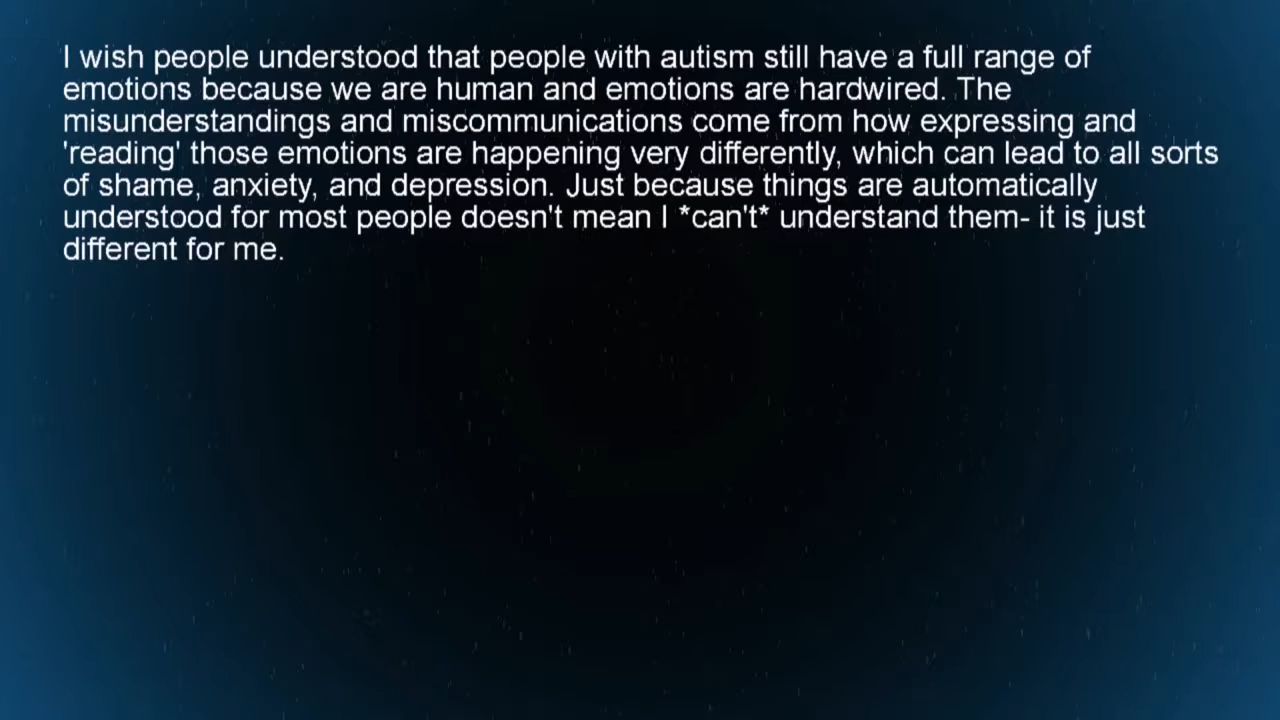 I wish people understood that people with autism still have a full range of
emotions because we are human and emotions are hardwired. The
misunderstandings and miscommunications come from how expressing and
'reading' those emotions are happening very differently, which can lead to all sorts
of shame, anxiety, and depression. Just because things are automatically
understood for most people doesn't mean I *can't* understand them- it is just
different for me.